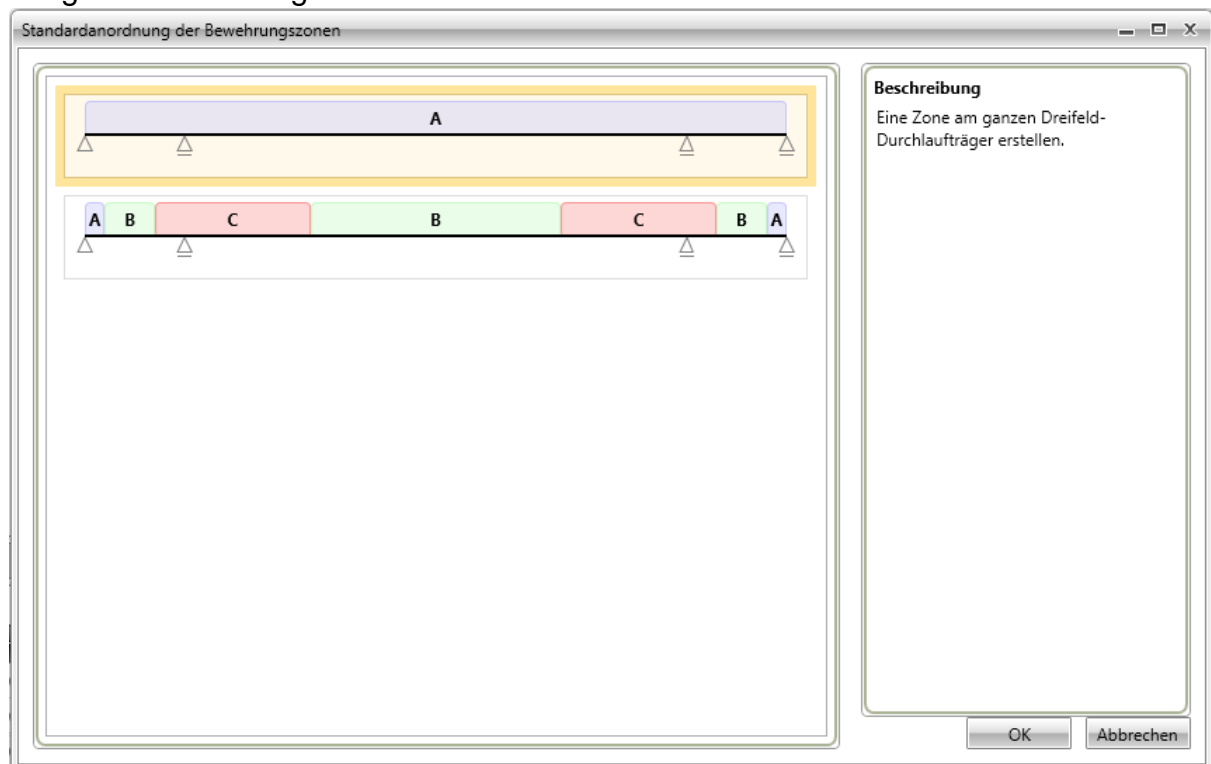 Standardanordnung der Bewehrungszonen
A
A B C B C B A
Beschreibung
Eine Zone am ganzen Dreifeld-
Durchlaufträger erstellen.
OK Abbrechen